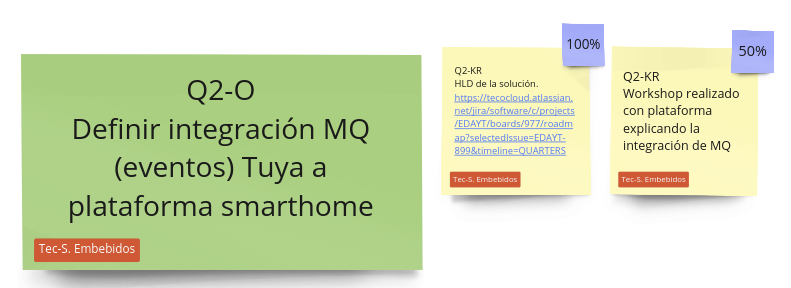 Q2-O
Definir integración MQ
(eventos) Tuya a
plataforma smarthome
Tec-S. Embebidos
100%
Q2-KR
HLD de la solución.
https://tecocloud.atlassian.
net/jira/software/c/projects
/EDAYT/boards/977/roadm
ap?selectedIssue=EDAYT-
899&timeline=QUARTERS
Tec-S. Embebidos
50%
Q2-KR
Workshop realizado
con plataforma
explicando la
integración de MQ
Tec-S. Embebidos